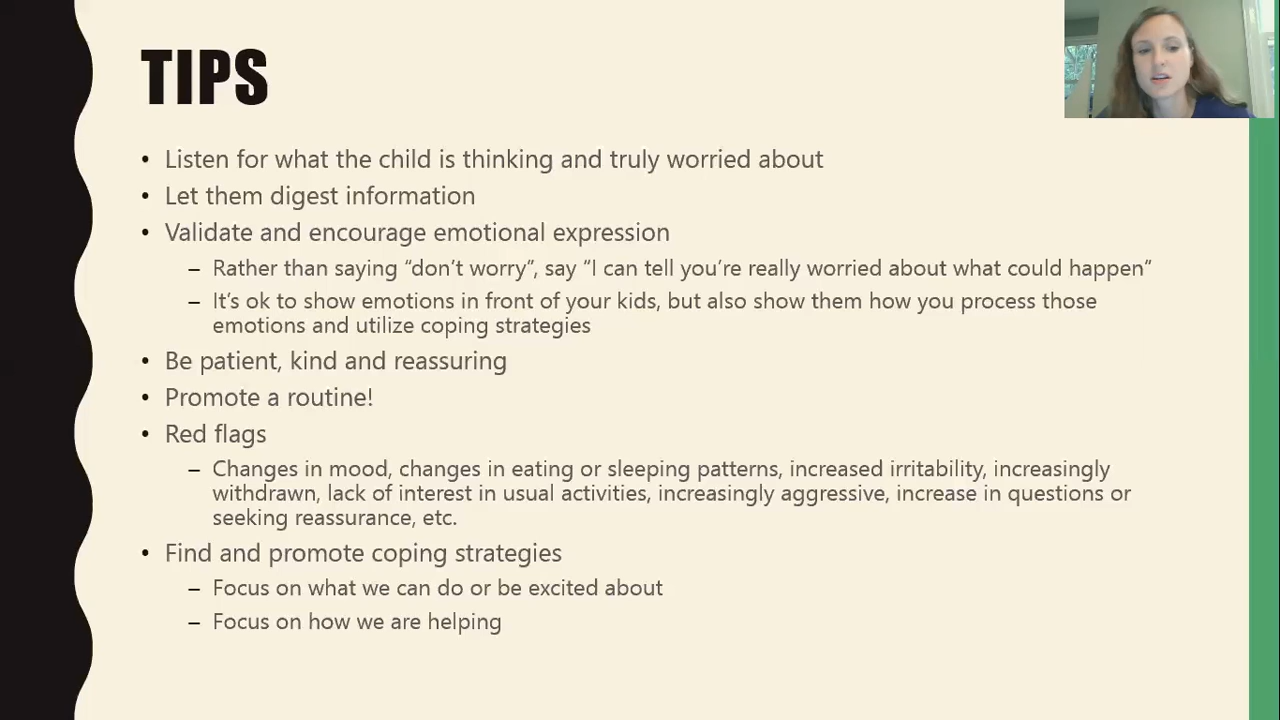 TIPS
• Listen for what the child is thinking and truly worried about
• Let them digest information
• Validate and encourage emotional expression
– Rather than saying “don’t worry”, say “I can tell you’re really worried about what could happen”
– It’s ok to show emotions in front of your kids, but also show them how you process those
emotions and utilize coping strategies
• Be patient, kind and reassuring
• Promote a routine!
• Red flags
– Changes in mood, changes in eating or sleeping patterns, increased irritability, increasingly
withdrawn, lack of interest in usual activities, increasingly aggressive, increase in questions or
seeking reassurance, etc.
• Find and promote coping strategies
– Focus on what we can do or be excited about
– Focus on how we are helping